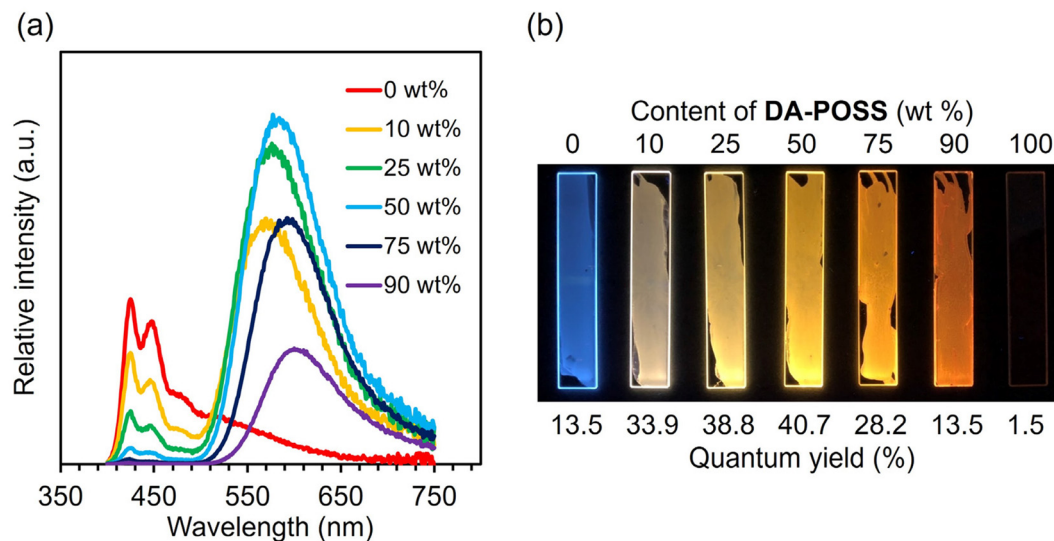 (a)
Relative intensity (a.u.)
0 wt%
10 wt%
25 wt%
50 wt%
75 wt%
90 wt%
350 450 550 650 750
Wavelength (nm)
(b)
Content of DA-POSS (wt %)
0 10 25 50 75 90 100
13.5 33.9 38.8 40.7 28.2 13.5 1.5
Quantum yield (%)